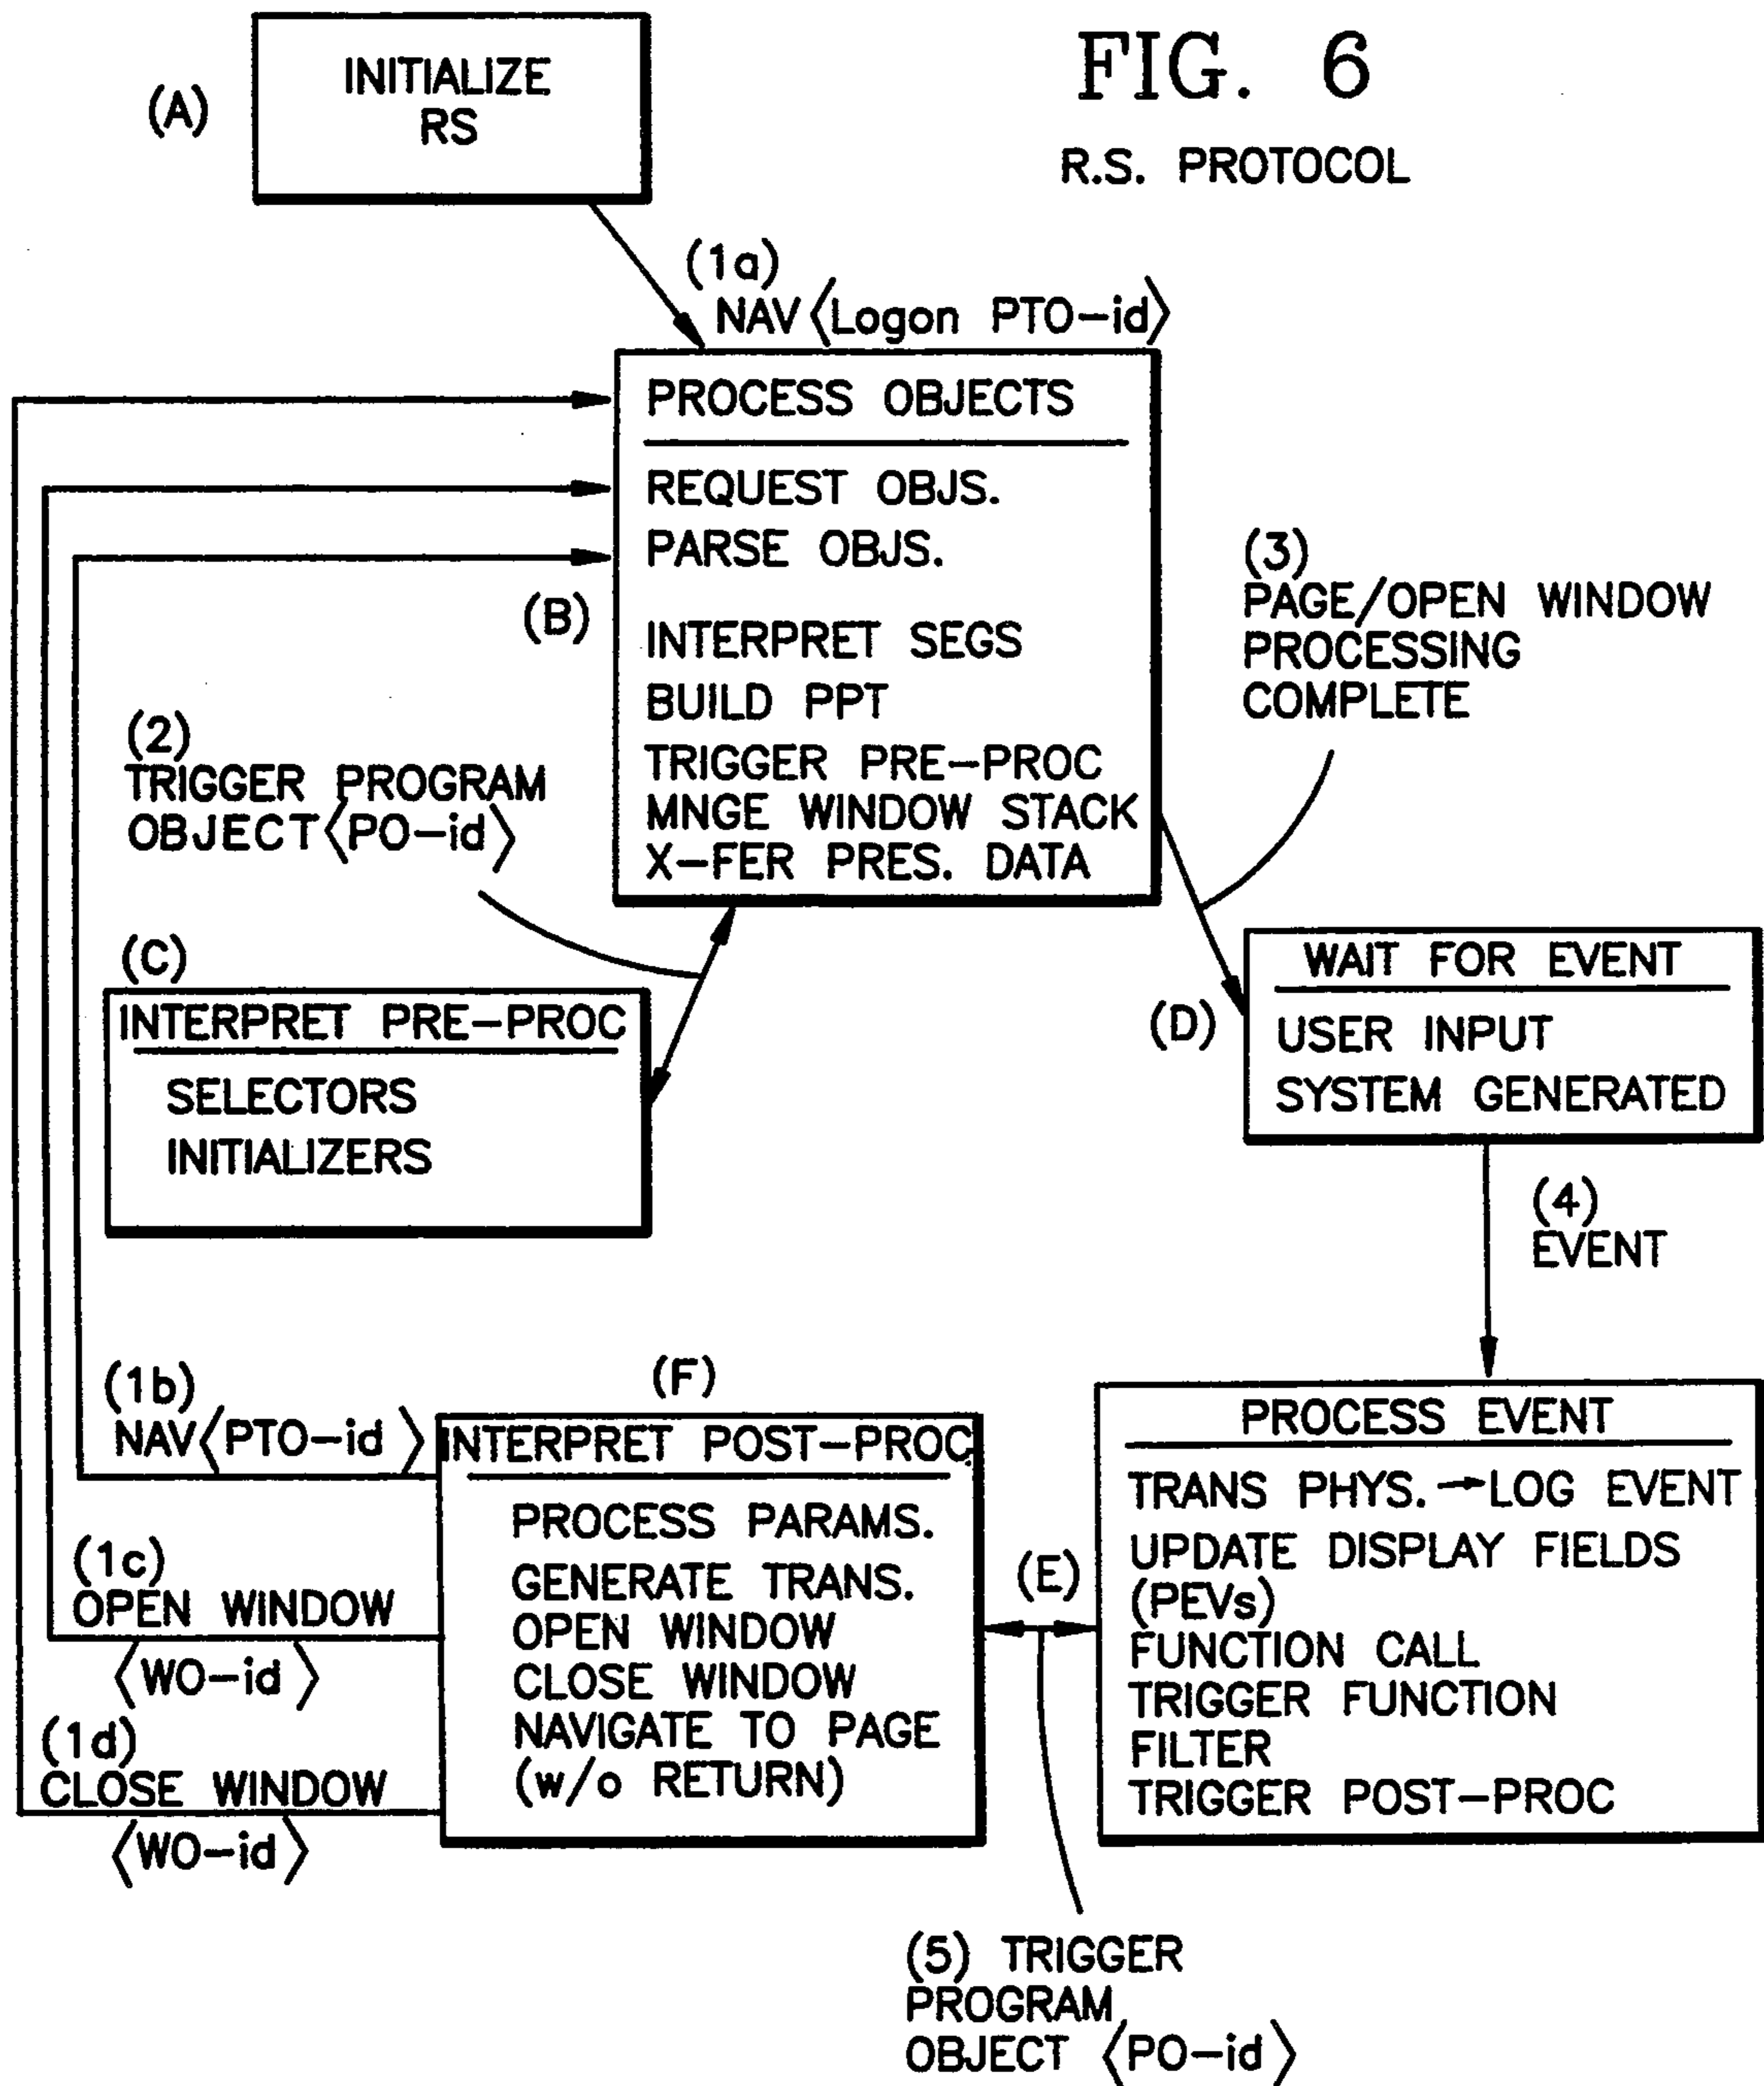 FIG. 6
R.S. PROTOCOL
(A)
INITIALIZE
RS
(1a)
NAV〈Logon PTO-id〉
PROCESS OBJECTS
REQUEST OBJS.
PARSE OBJS.
(B)
INTERPRET SEGS
BUILD PPT
TRIGGER PRE-PROC
MNGE WINDOW STACK
X-FER PRES. DATA
(2)
TRIGGER PROGRAM
OBJECT〈PO-id〉
(3)
PAGE/OPEN WINDOW
PROCESSING
COMPLETE
(C)
INTERPRET PRE-PROC
SELECTORS
INITIALIZERS
(D)
WAIT FOR EVENT
USER INPUT
SYSTEM GENERATED
(4)
EVENT
(1b)
NAV〈PTO-id 〉
(1c)
OPEN WINDOW
〈WO-id〉
(1d)
CLOSE WINDOW
〈WO-id〉
(F)
INTERPRET POST-PROC
PROCESS PARAMS.
GENERATE TRANS.
OPEN WINDOW
CLOSE WINDOW
NAVIGATE TO PAGE
(w/o RETURN)
(E)
PROCESS EVENT
TRANS PHYS.→LOG EVENT
UPDATE DISPLAY FIELDS
(PEVs)
FUNCTION CALL
TRIGGER FUNCTION
FILTER
TRIGGER POST-PROC
(5) TRIGGER
PROGRAM
OBJECT 〈PO-id〉